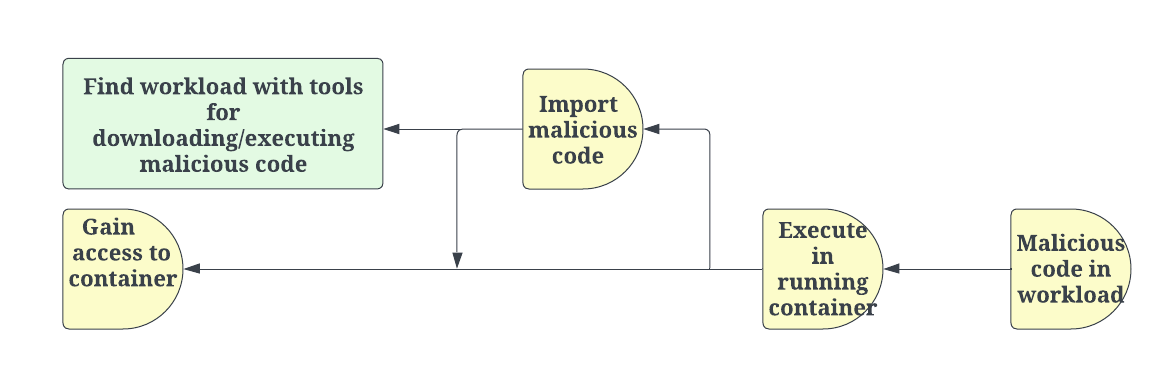 Find workload with tools
for
downloading/executing
malicious code
Import
malicious
code
Gain
access to
container
Execute
in
running
container
Malicious
code in
workload